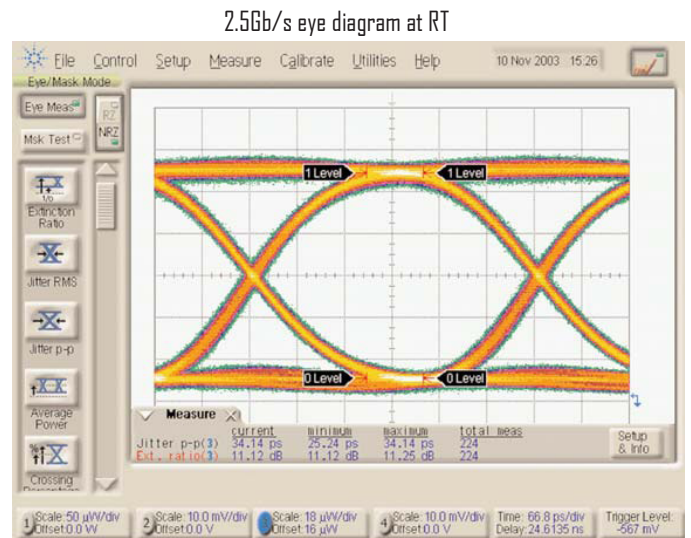 2.5Gb/s eye diagram at RT
File Control Setup Measure Calibrate Utilities Help 10 Nov 2003 15:26
Eye/Mask Mode
Eye Meas
RZ
NRZ
Msk Test
1 Level 1 Level
Extinction
Ratio
Jitter RMS
Jitter p-p
0 Level 0 Level
Average
Power
Measure
current minimum maximum total meas
Jitter p-p(3) 34.14 ps 25.24 ps 34.14 ps 224
Ext. ratio(3) 11.12 dB 11.12 dB 11.25 dB 224
Setup
& Info
Crossing
1 Scale:50 µW/div 2 Scale:10.0 mV/div 3 Scale:18 µW/div 4 Scale:10.0 mV/div Time:66.8 ps/div Trigger Level:
Offset:0.0 W Offset:0.0 V Offset:16 µW Offset:0.0 V Delay:24.6135 ns -567 mV